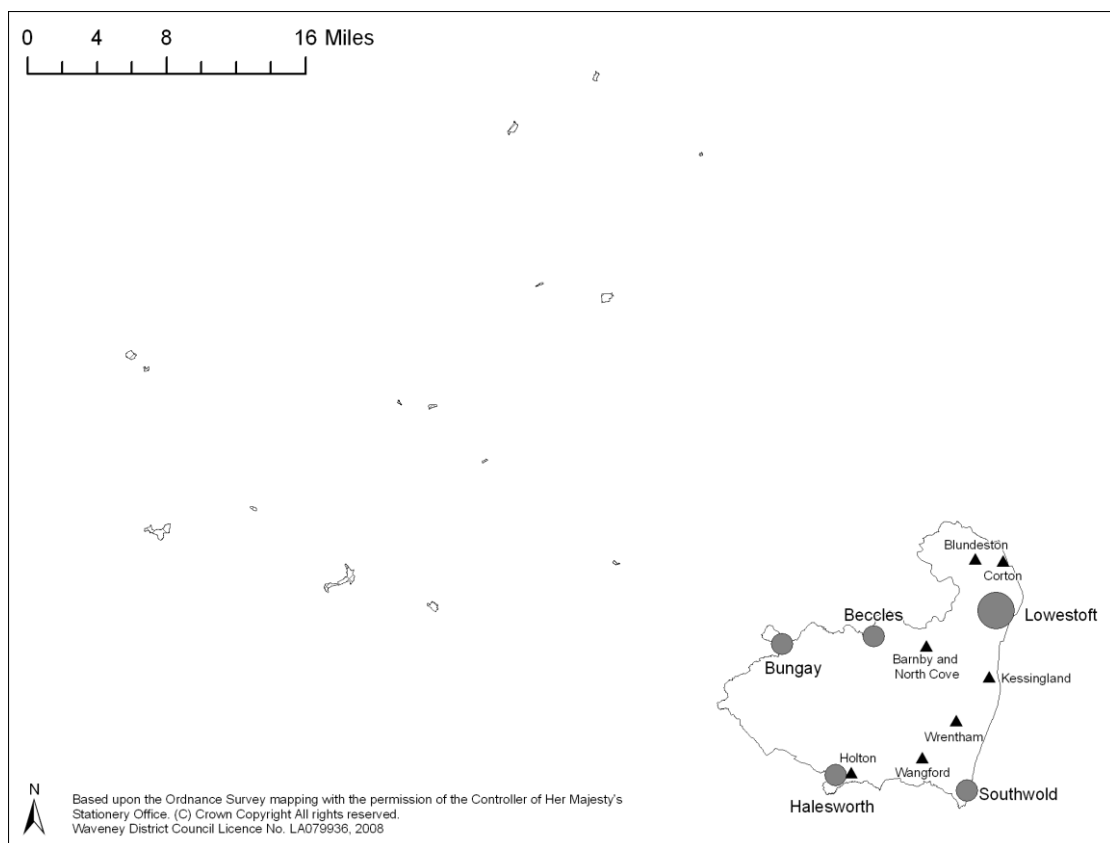 0 4 8 16 Miles
Blundeston
Corton
Lowestoft
Beccles
Bungay
Barnby and
North Cove
Kessingland
Wrentham
Holton
Wangford
Halesworth
Southwold
N
Based upon the Ordnance Survey mapping with the permission of the Controller of Her Majesty's
Stationery Office. (C) Crown Copyright All rights reserved.
Waveney District Council Licence No. LA079936, 2008